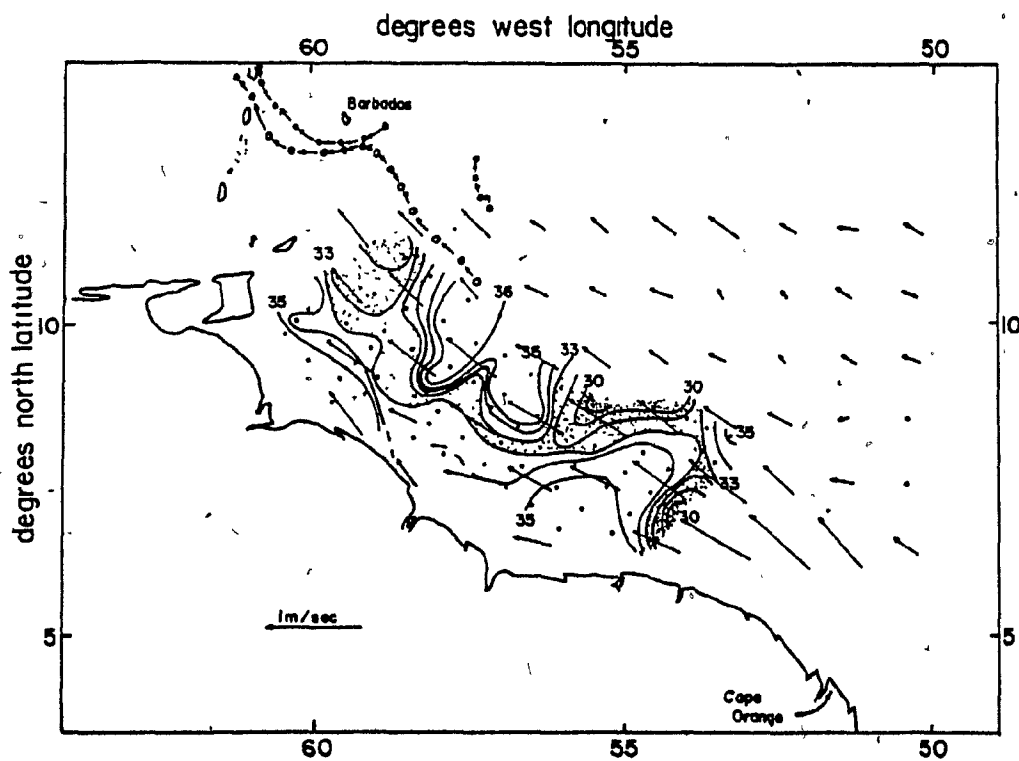 degrees west longitude
60 55 50
Barbados
33
35
36
10 10
35 33
30 30
35
33
35 30
degrees north latitude
1m/sec
5 5
Cape
Orange
60 55 50